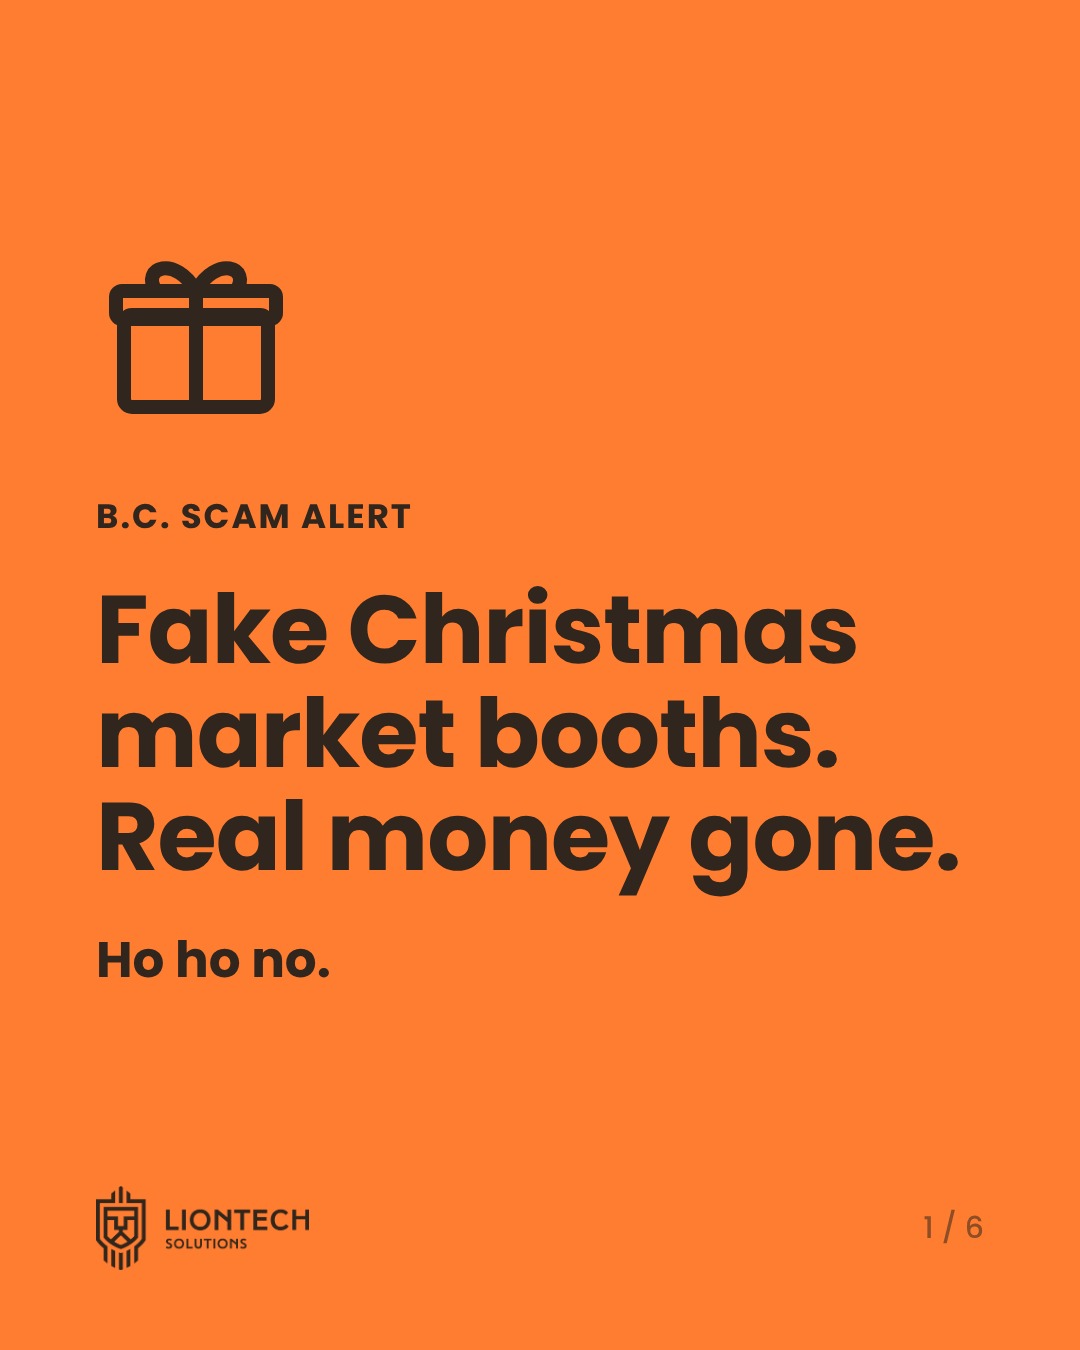 B.C. SCAM ALERT
Fake Christmas
market booths.
Real money gone.
Ho ho no.
LIONTECH
SOLUTIONS
1 / 6